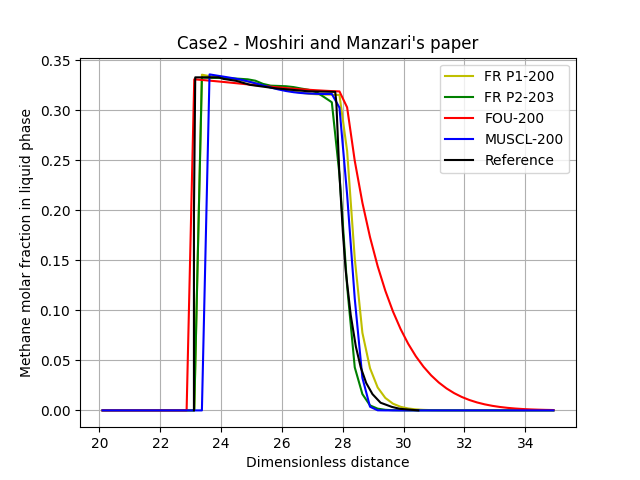 Case2 - Moshiri and Manzari's paper
Methane molar fraction in liquid phase
0.35
0.30
0.25
0.20
0.15
0.10
0.05
0.00
FR P1-200
FR P2-203
FOU-200
MUSCL-200
Reference
20 22 24 26 28 30 32 34
Dimensionless distance